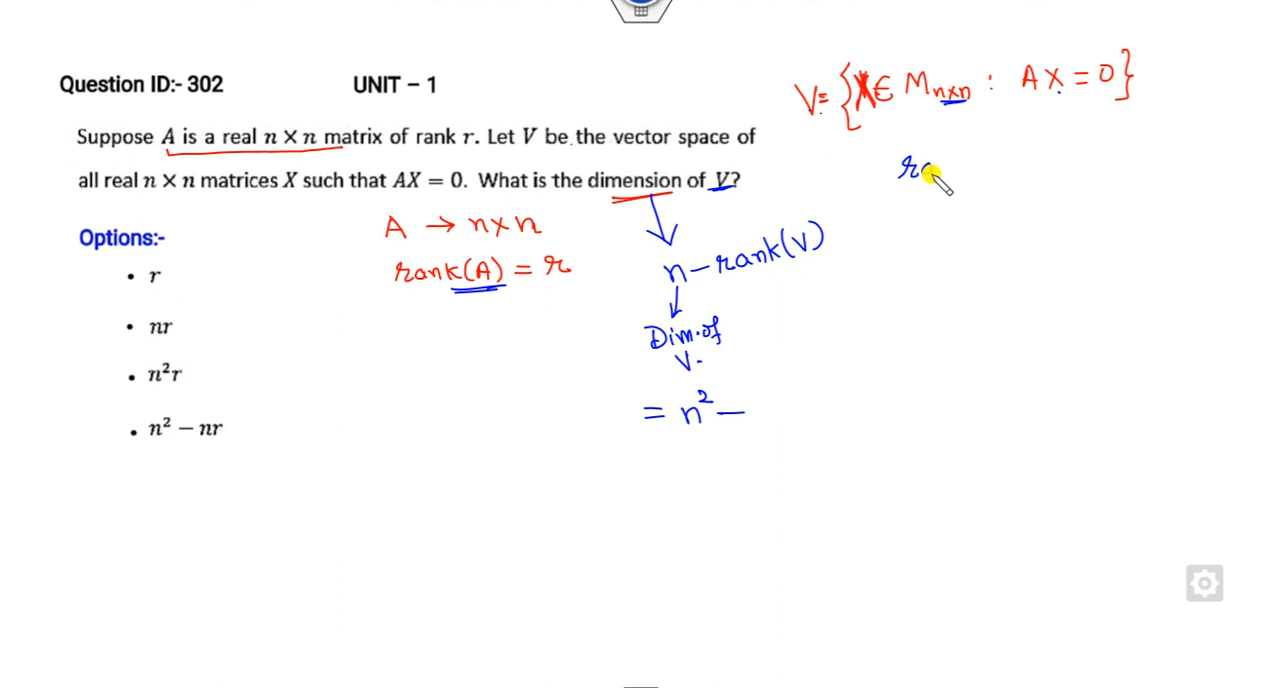 Question ID:- 302 UNIT – 1
V = { X ∈ M n×n : A X = 0 }
Suppose A is a real n × n matrix of rank r. Let V be the vector space of
all real n × n matrices X such that AX = 0. What is the dimension of V?
Options:-
• r
• nr
• n²r
• n² − nr
A → n×n
rank(A) = r
n − rank(V)
Dim. of
V.
= n² −